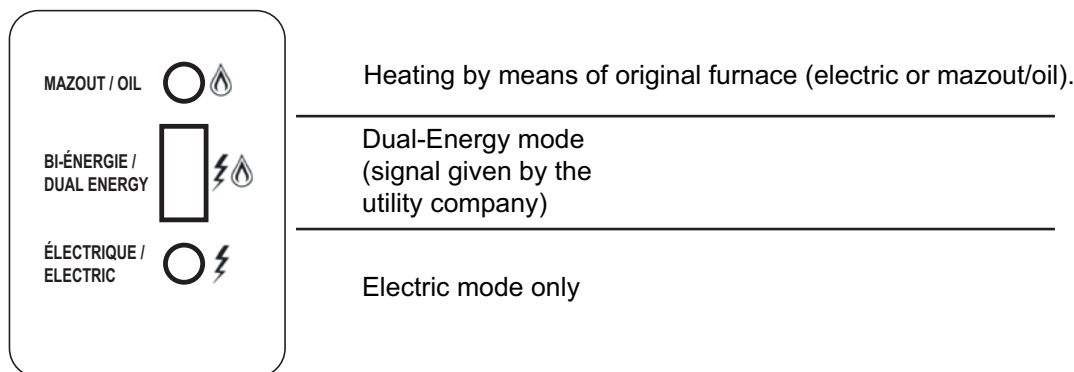 MAZOUT / OIL
Heating by means of original furnace (electric or mazout/oil).
BI-ÉNERGIE /
DUAL ENERGY
Dual-Energy mode
(signal given by the
utility company)
ÉLECTRIQUE /
ELECTRIC
Electric mode only